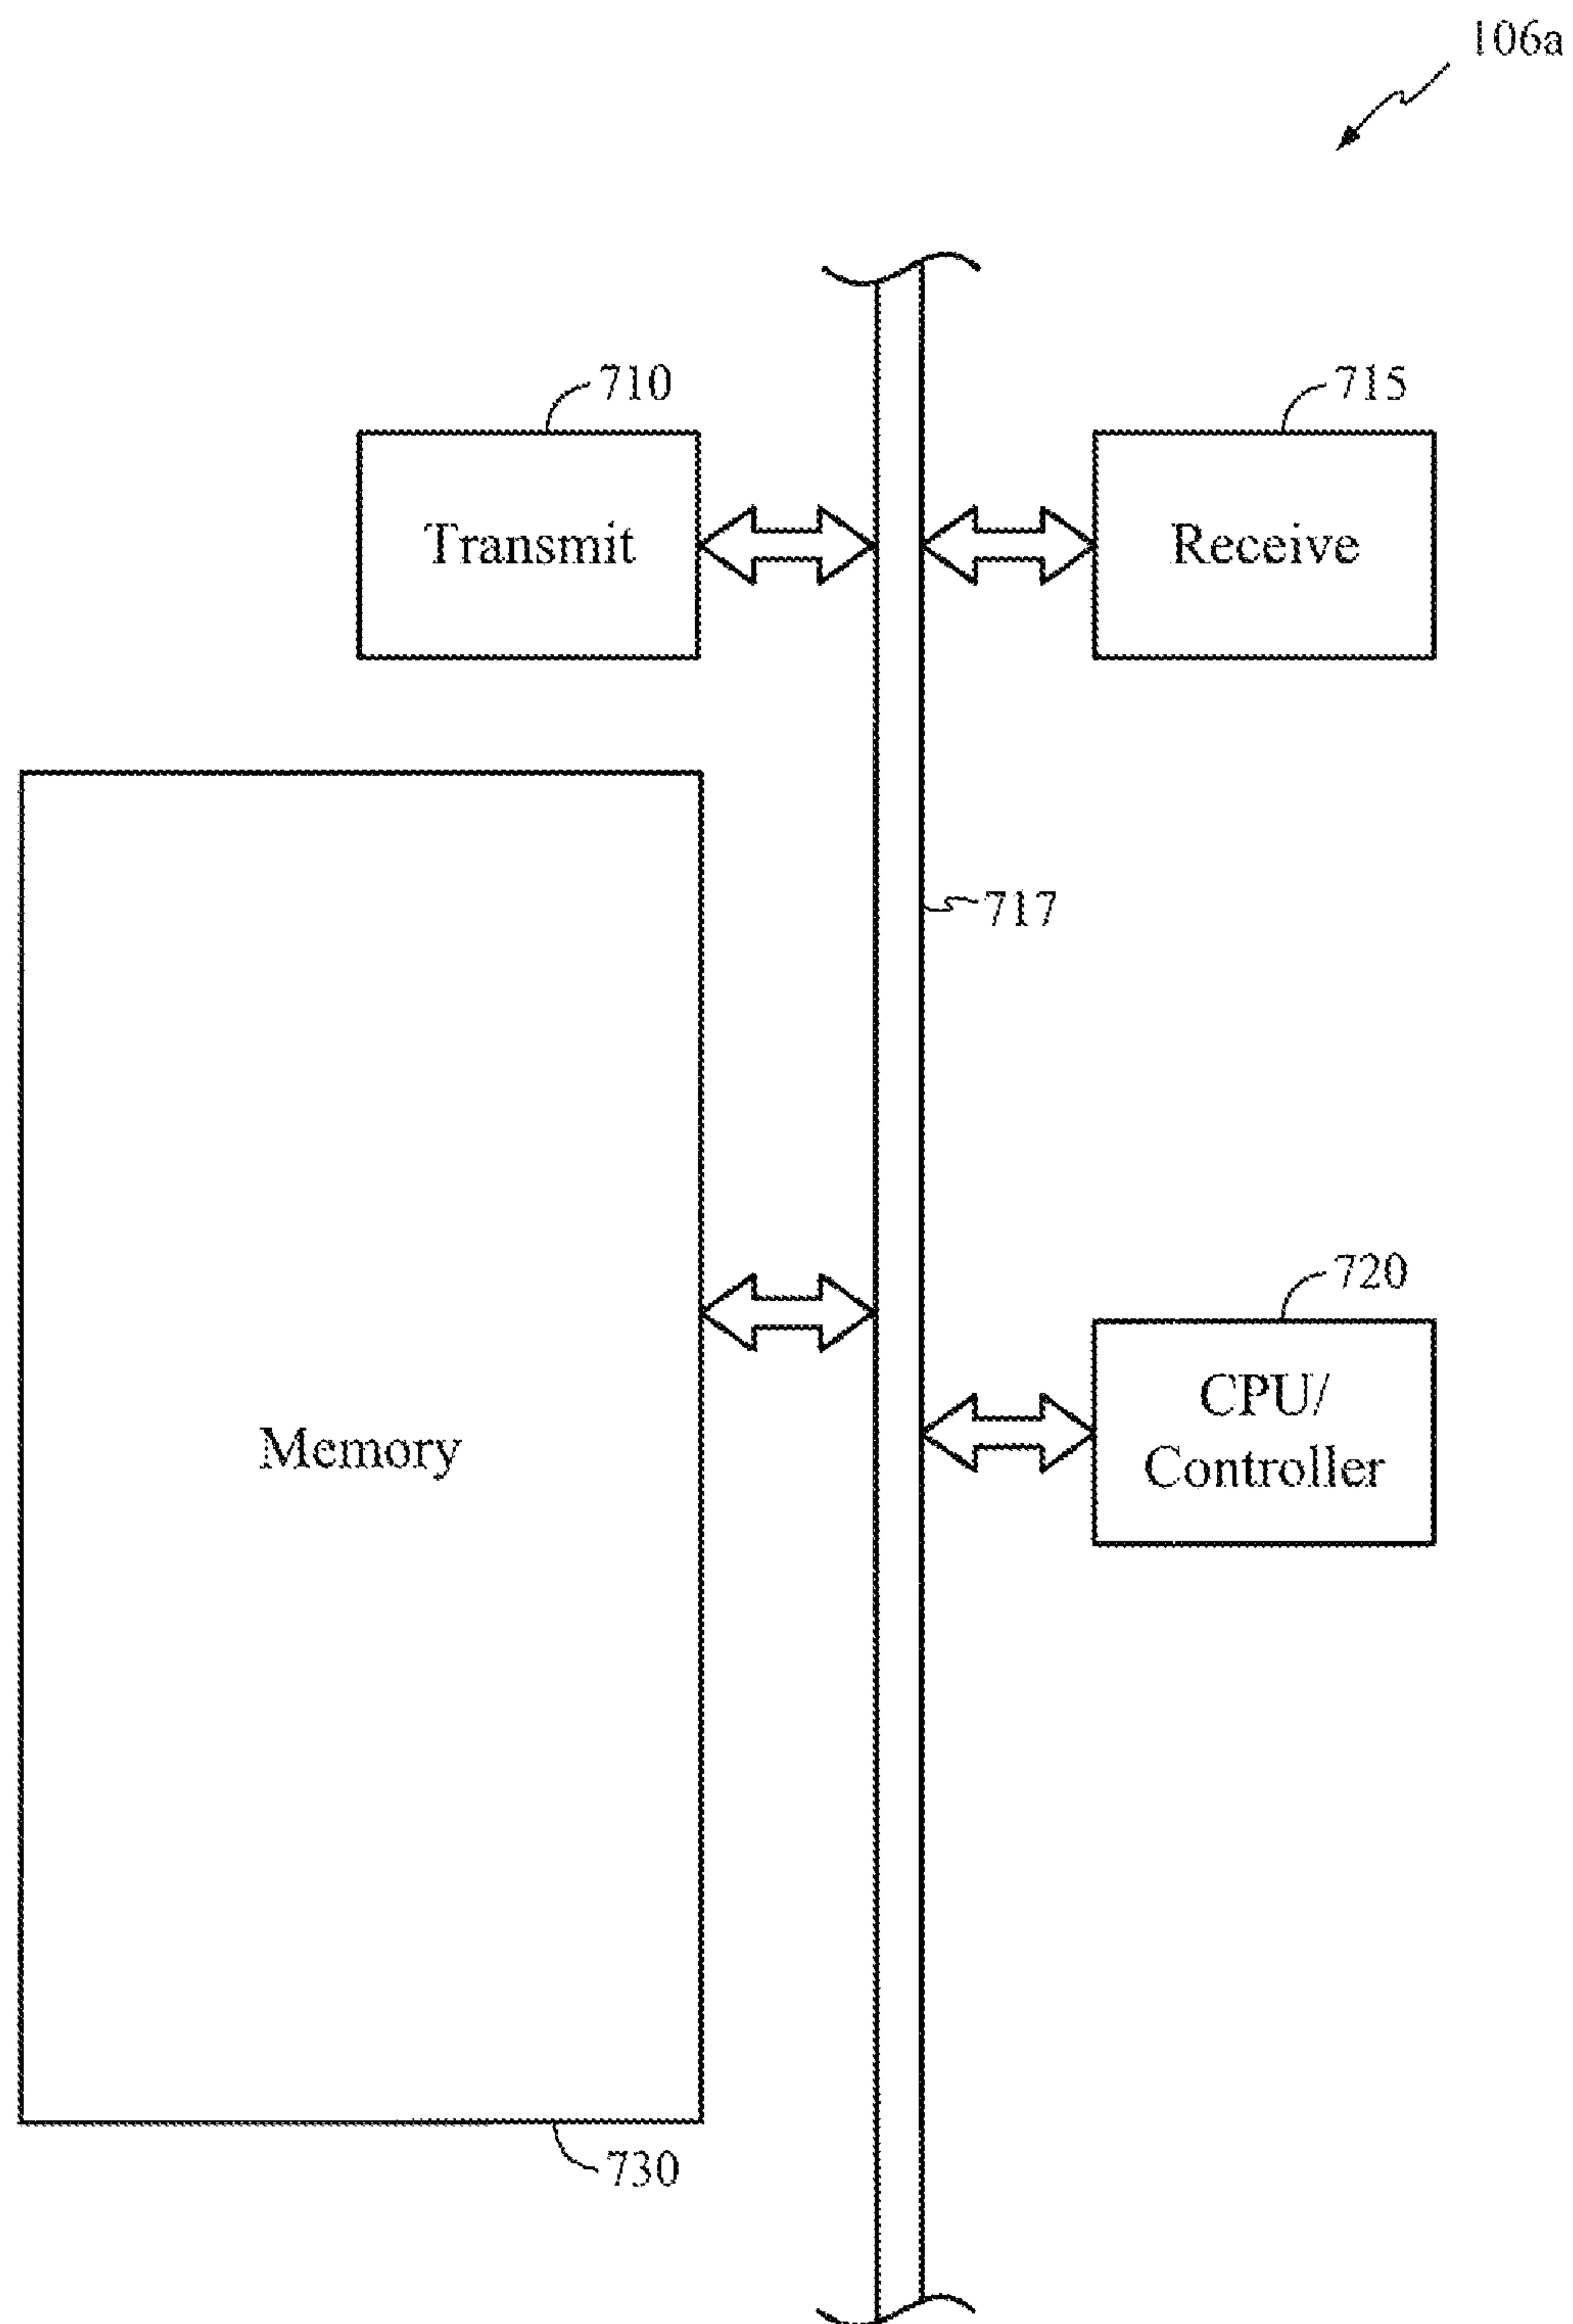 106a
710
715
Transmit
Receive
717
720
CPU/
Controller
Memory
730